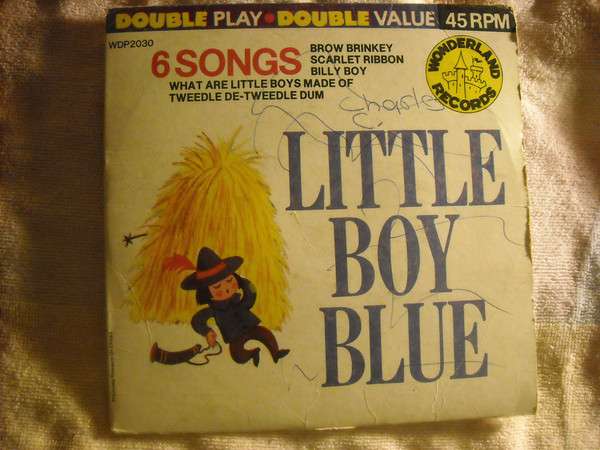 DOUBLE PLAY • DOUBLE VALUE 45 RPM
WDP2030
6 SONGS
BROW BRINKEY
SCARLET RIBBON
BILLY BOY
WHAT ARE LITTLE BOYS MADE OF
TWEEDLE DE-TWEEDLE DUM
WONDERLAND
RECORDS
C.
LITTLE
BOY
BLUE